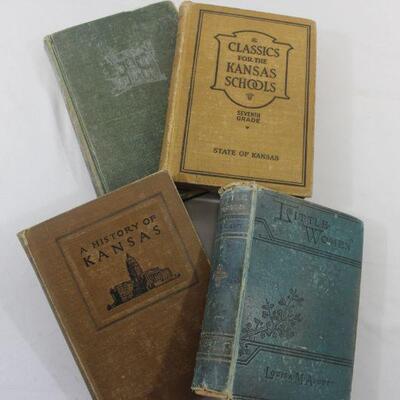 CLASSICS
FOR THE
KANSAS
SCHOOLS
SEVENTH
GRADE
STATE OF KANSAS
A HISTORY OF
KANSAS
LITTLE
WOMEN
LOUISA M. ALCOTT